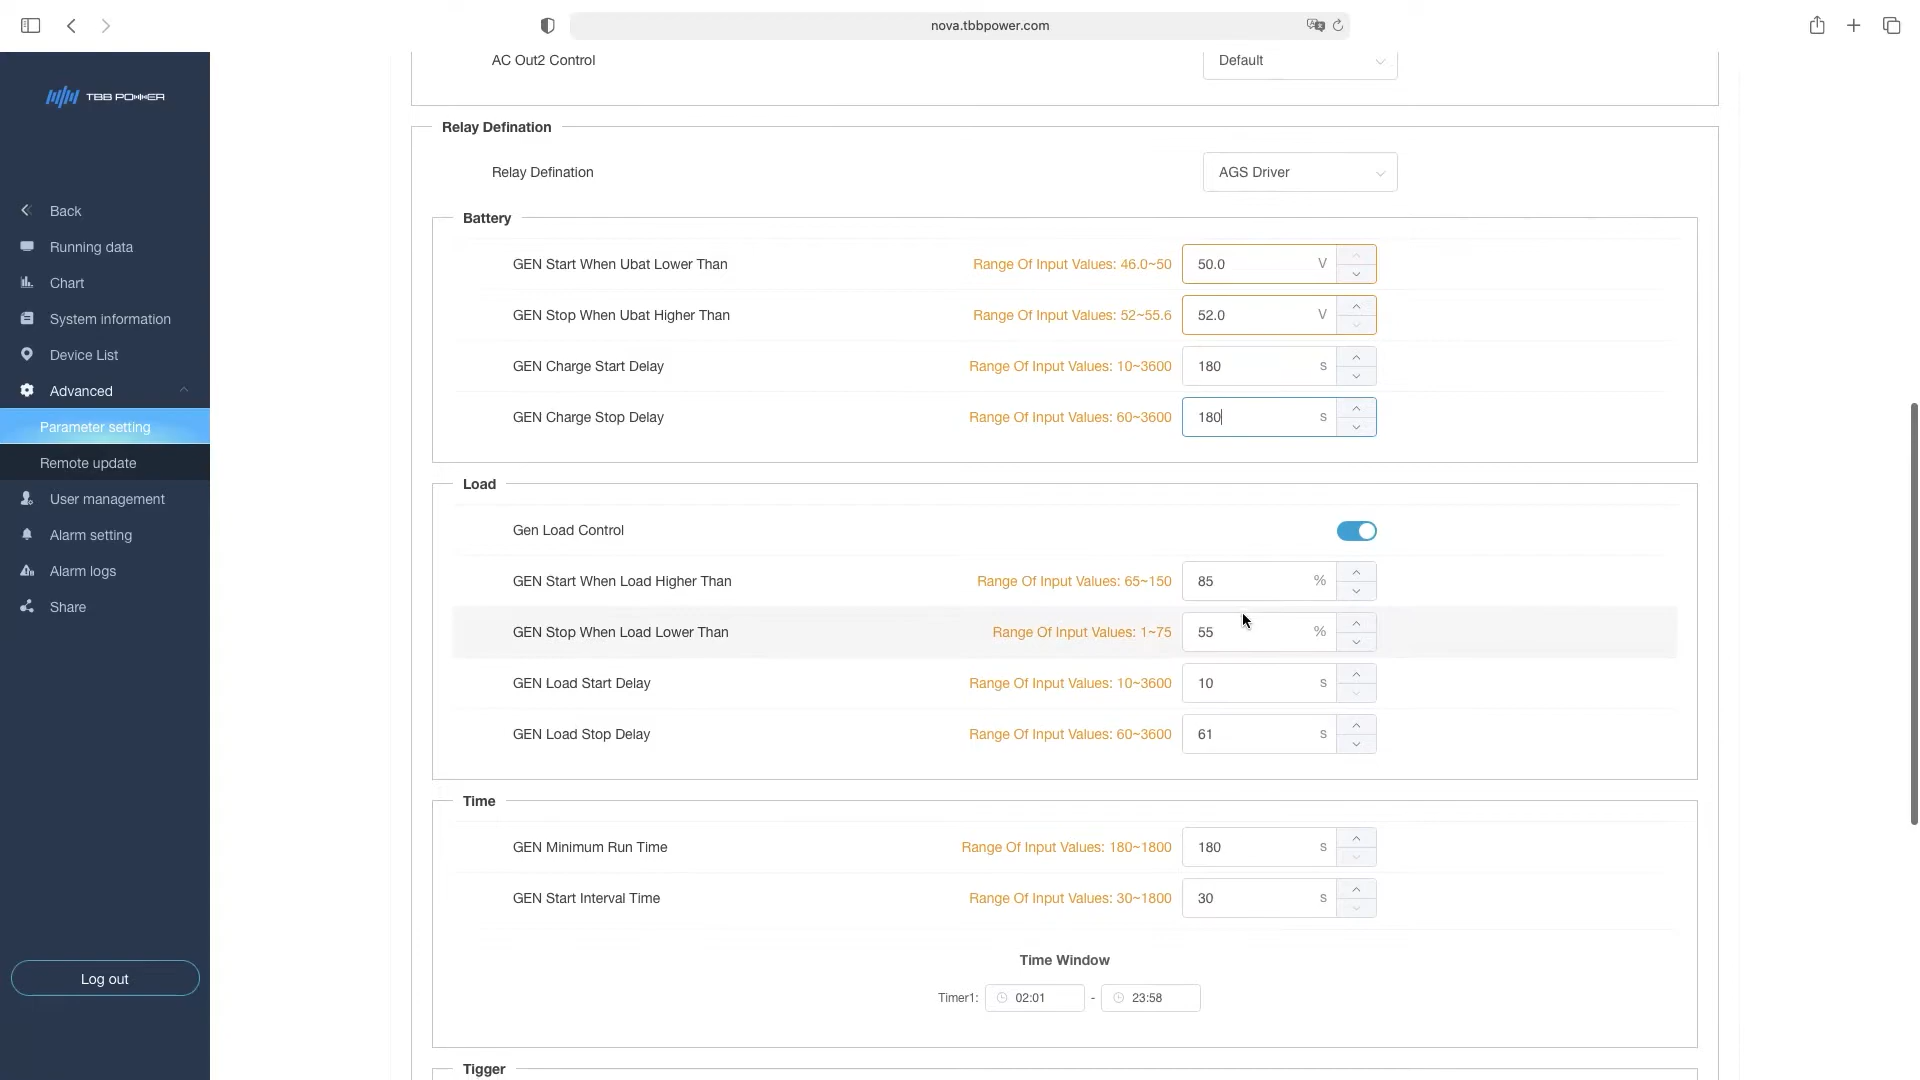 nova.tbbpower.com
TBB POWER
Back
Running data
Chart
System information
Device List
Advanced
Parameter setting
Remote update
User management
Alarm setting
Alarm logs
Share
Log out
AC Out2 Control Default
Relay Defination
Relay Defination AGS Driver
Battery
GEN Start When Ubat Lower Than Range Of Input Values: 46.0~50 50.0 V
GEN Stop When Ubat Higher Than Range Of Input Values: 52~55.6 52.0 V
GEN Charge Start Delay Range Of Input Values: 10~3600 180 s
GEN Charge Stop Delay Range Of Input Values: 60~3600 180 s
Load
Gen Load Control
GEN Start When Load Higher Than Range Of Input Values: 65~150 85 %
GEN Stop When Load Lower Than Range Of Input Values: 1~75 55 %
GEN Load Start Delay Range Of Input Values: 10~3600 10 s
GEN Load Stop Delay Range Of Input Values: 60~3600 61 s
Time
GEN Minimum Run Time Range Of Input Values: 180~1800 180 s
GEN Start Interval Time Range Of Input Values: 30~1800 30 s
Time Window
Timer1: 02:01 - 23:58
Tigger